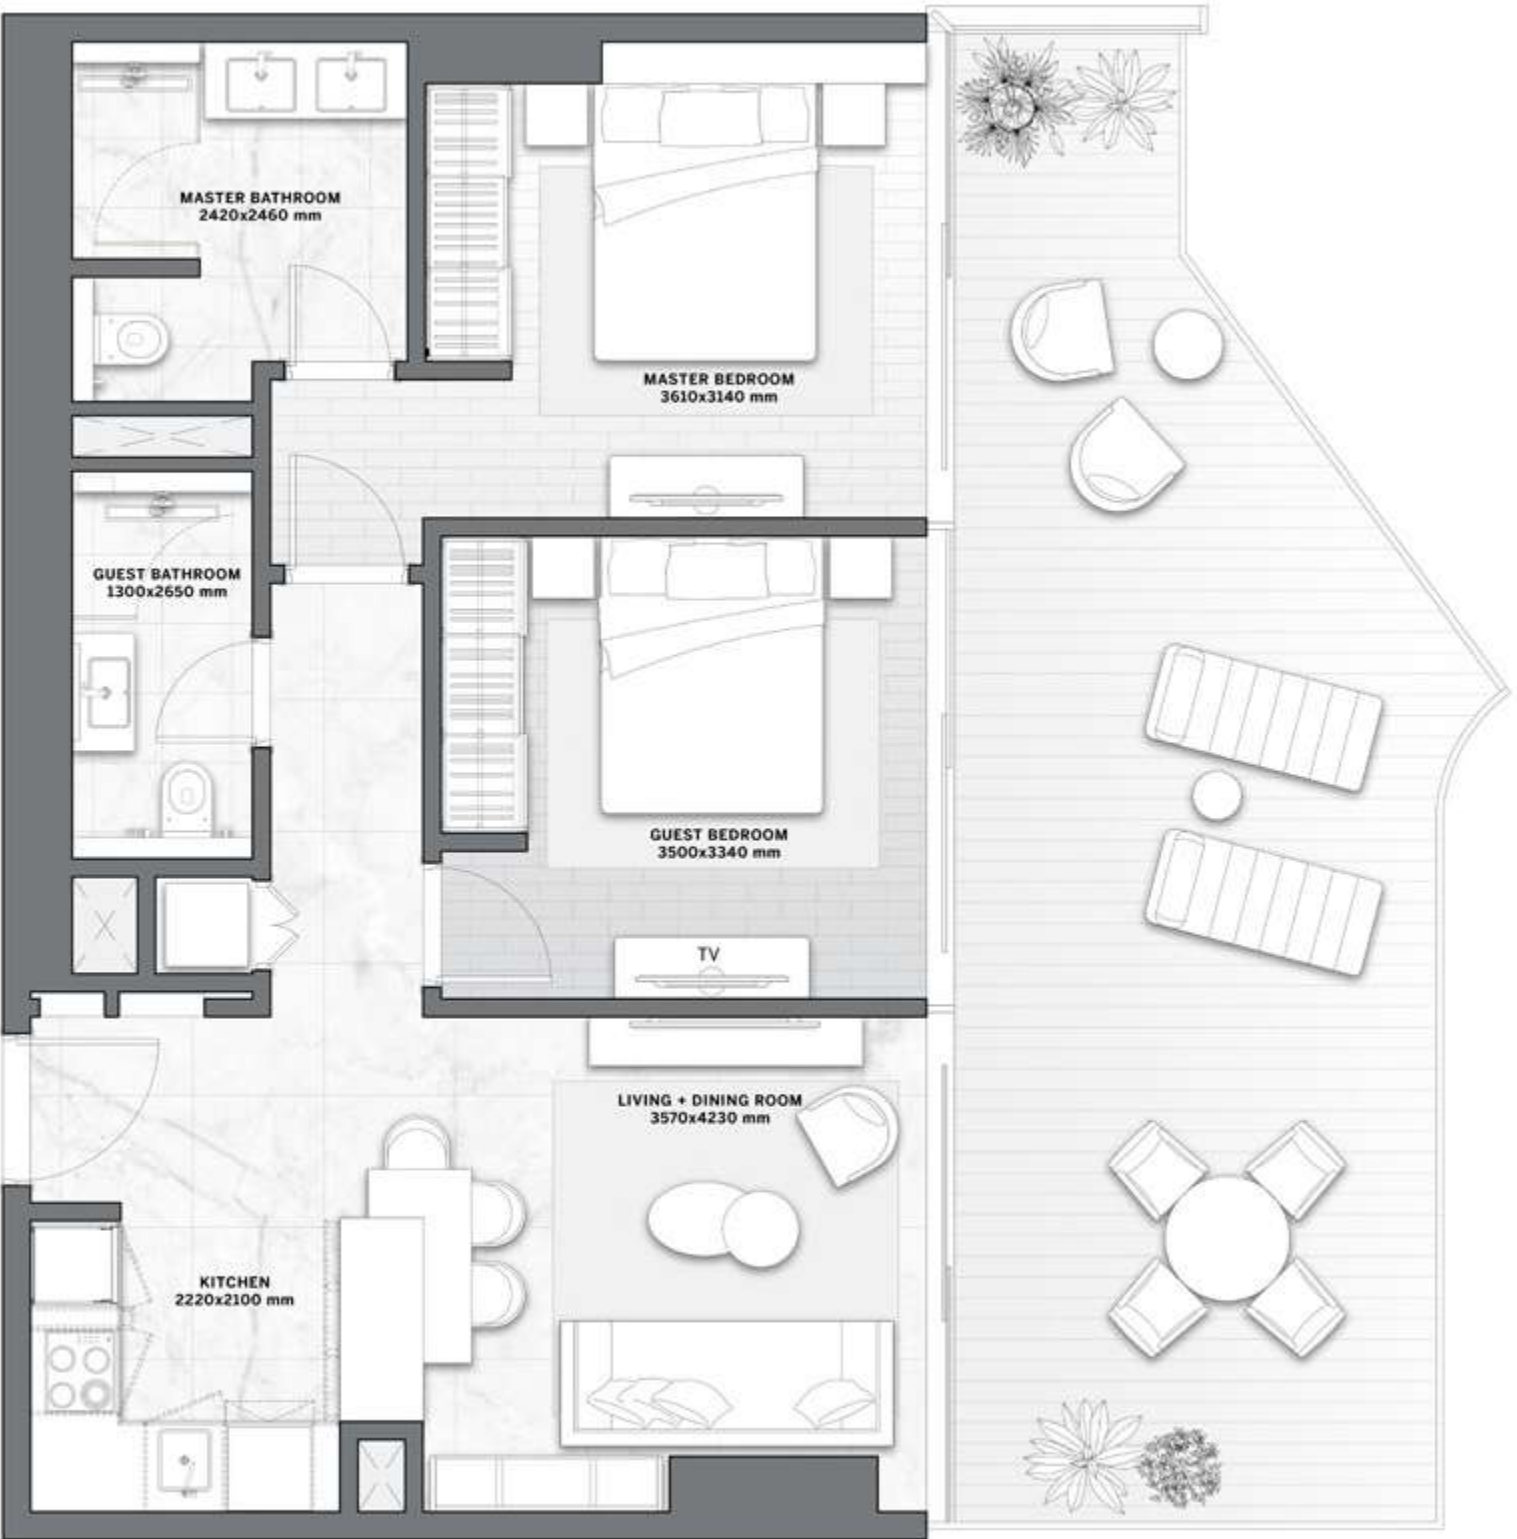 MASTER BATHROOM
2420x2460 mm
MASTER BEDROOM
3610x3140 mm
GUEST BATHROOM
1300x2650 mm
GUEST BEDROOM
3500x3340 mm
TV
LIVING + DINING ROOM
3570x4230 mm
KITCHEN
2220x2100 mm